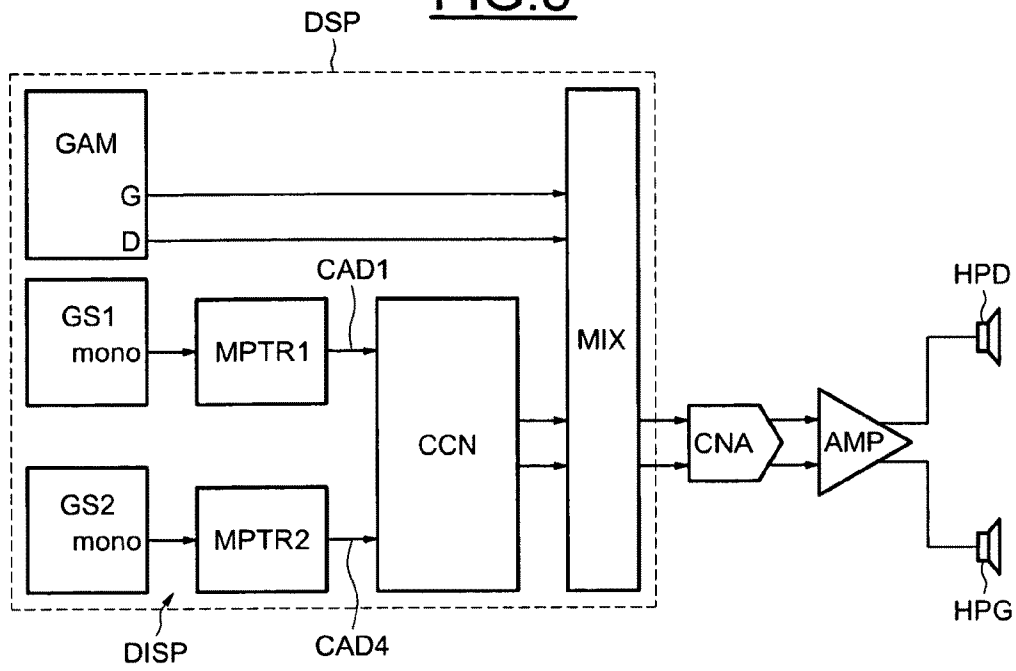 DSP
GAM
G
D
CAD1
GS1
mono
MPTR1
HPD
MIX
CCN
CNA
AMP
GS2
mono
MPTR2
HPG
DISP
CAD4